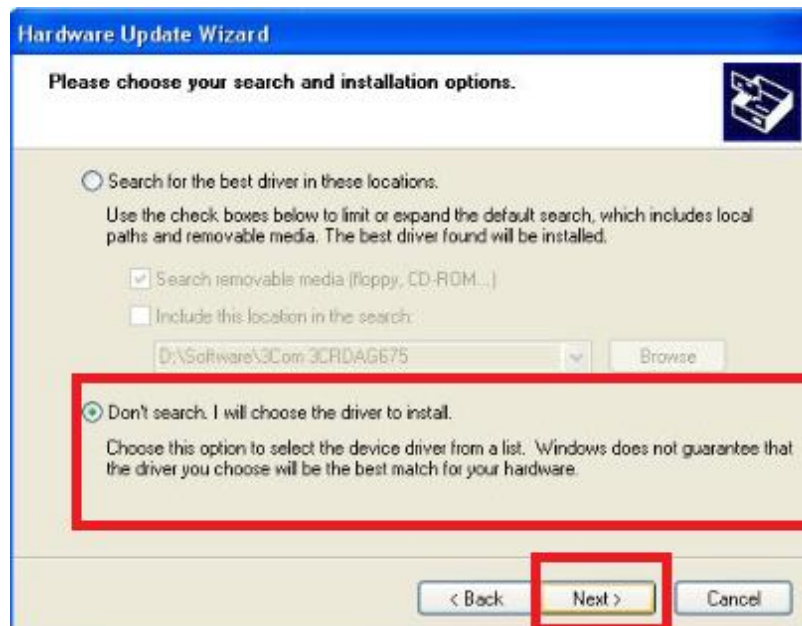 Hardware Update Wizard
Please choose your search and installation options.
Search for the best driver in these locations.
Use the check boxes below to limit or expand the default search, which includes local
paths and removable media. The best driver found will be installed.
Search removable media (floppy, CD-ROM...)
Include this location in the search:
D:\Software\3Com 3CRDAG675
Browse
Don't search. I will choose the driver to install.
Choose this option to select the device driver from a list. Windows does not guarantee that
the driver you choose will be the best match for your hardware.
< Back Next > Cancel